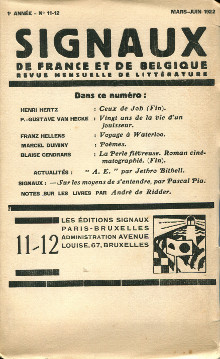 1e ANNÉE - No 11-12 MARS-JUIN 1922
SIGNAUX
DE FRANCE ET DE BELGIQUE
REVUE MENSUELLE DE LITTÉRATURE
Dans ce numéro :
HENRI HERTZ : Ceux de Job (Fin).
P.-GUSTAVE VAN HECKE : Vingt ans de la vie d'un
jouisseur.
FRANZ HELLENS : Voyage à Waterloo.
MARCEL DUVENY : Poèmes.
BLAISE CENDRARS : La Perle fiévreuse. Roman ciné-
matographié. (Fin).
ACTUALITÉS : " A. E. " par Jethro Bithell.
SIGNAUX : —Sur les moyens de s'entendre, par Pascal Pia.
NOTES SUR LES LIVRES PAR André de Ridder.
11-12
LES ÉDITIONS SIGNAUX
PARIS-BRUXELLES
ADMINISTRATION AVENUE
LOUISE, 67, BRUXELLES